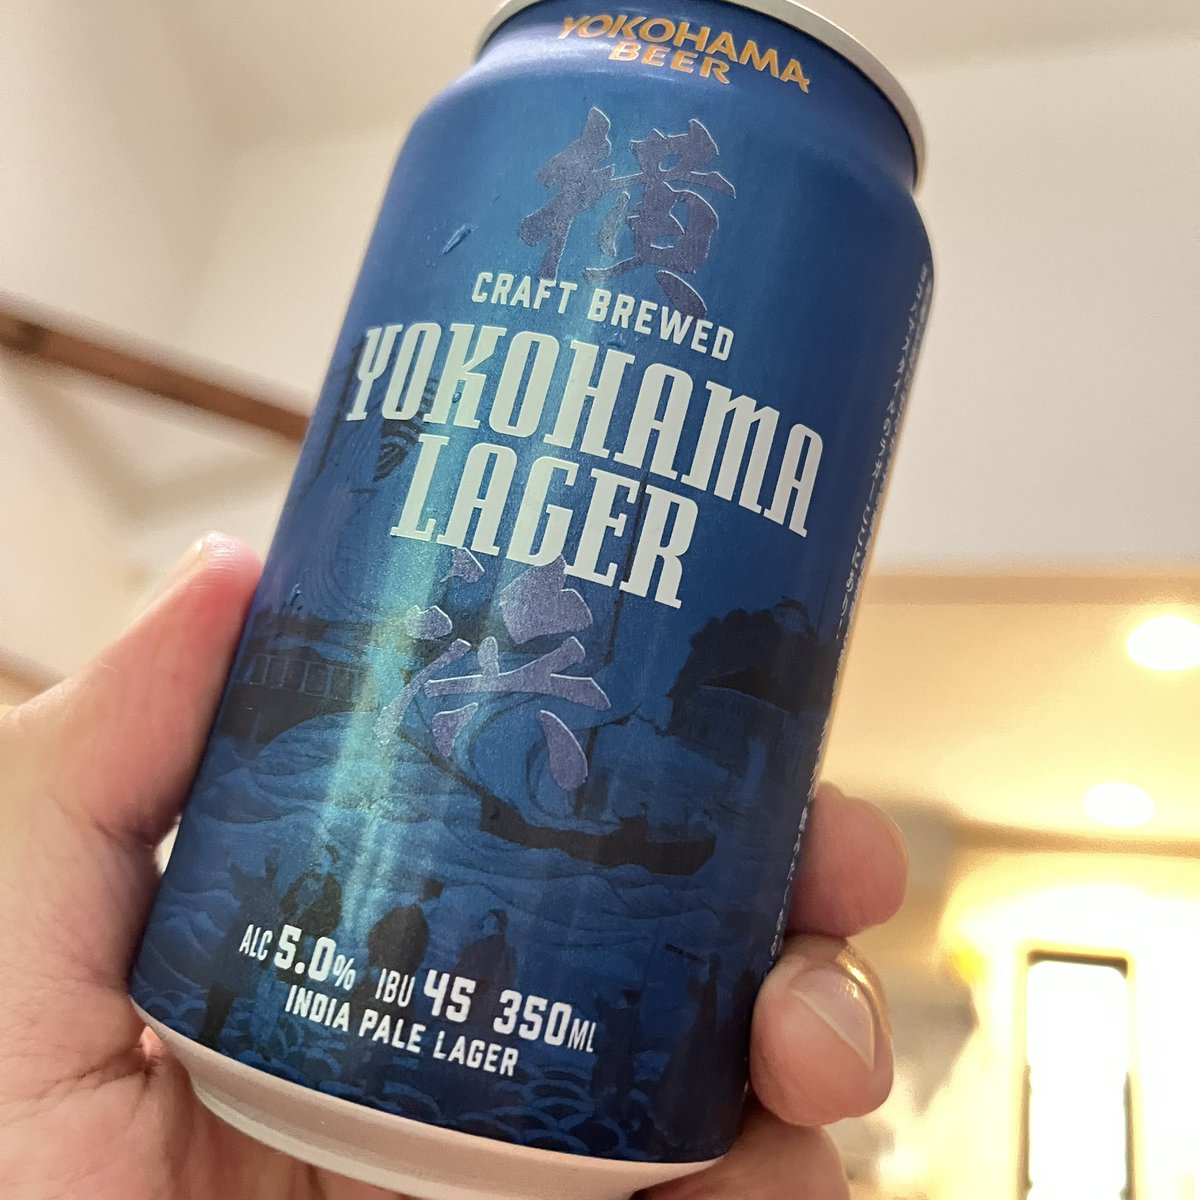 YOKOHAMA
BEER
横
CRAFT BREWED
YOKOHAMA
LAGER
浜
ALC 5.0% IBU 45 350ML
INDIA PALE LAGER